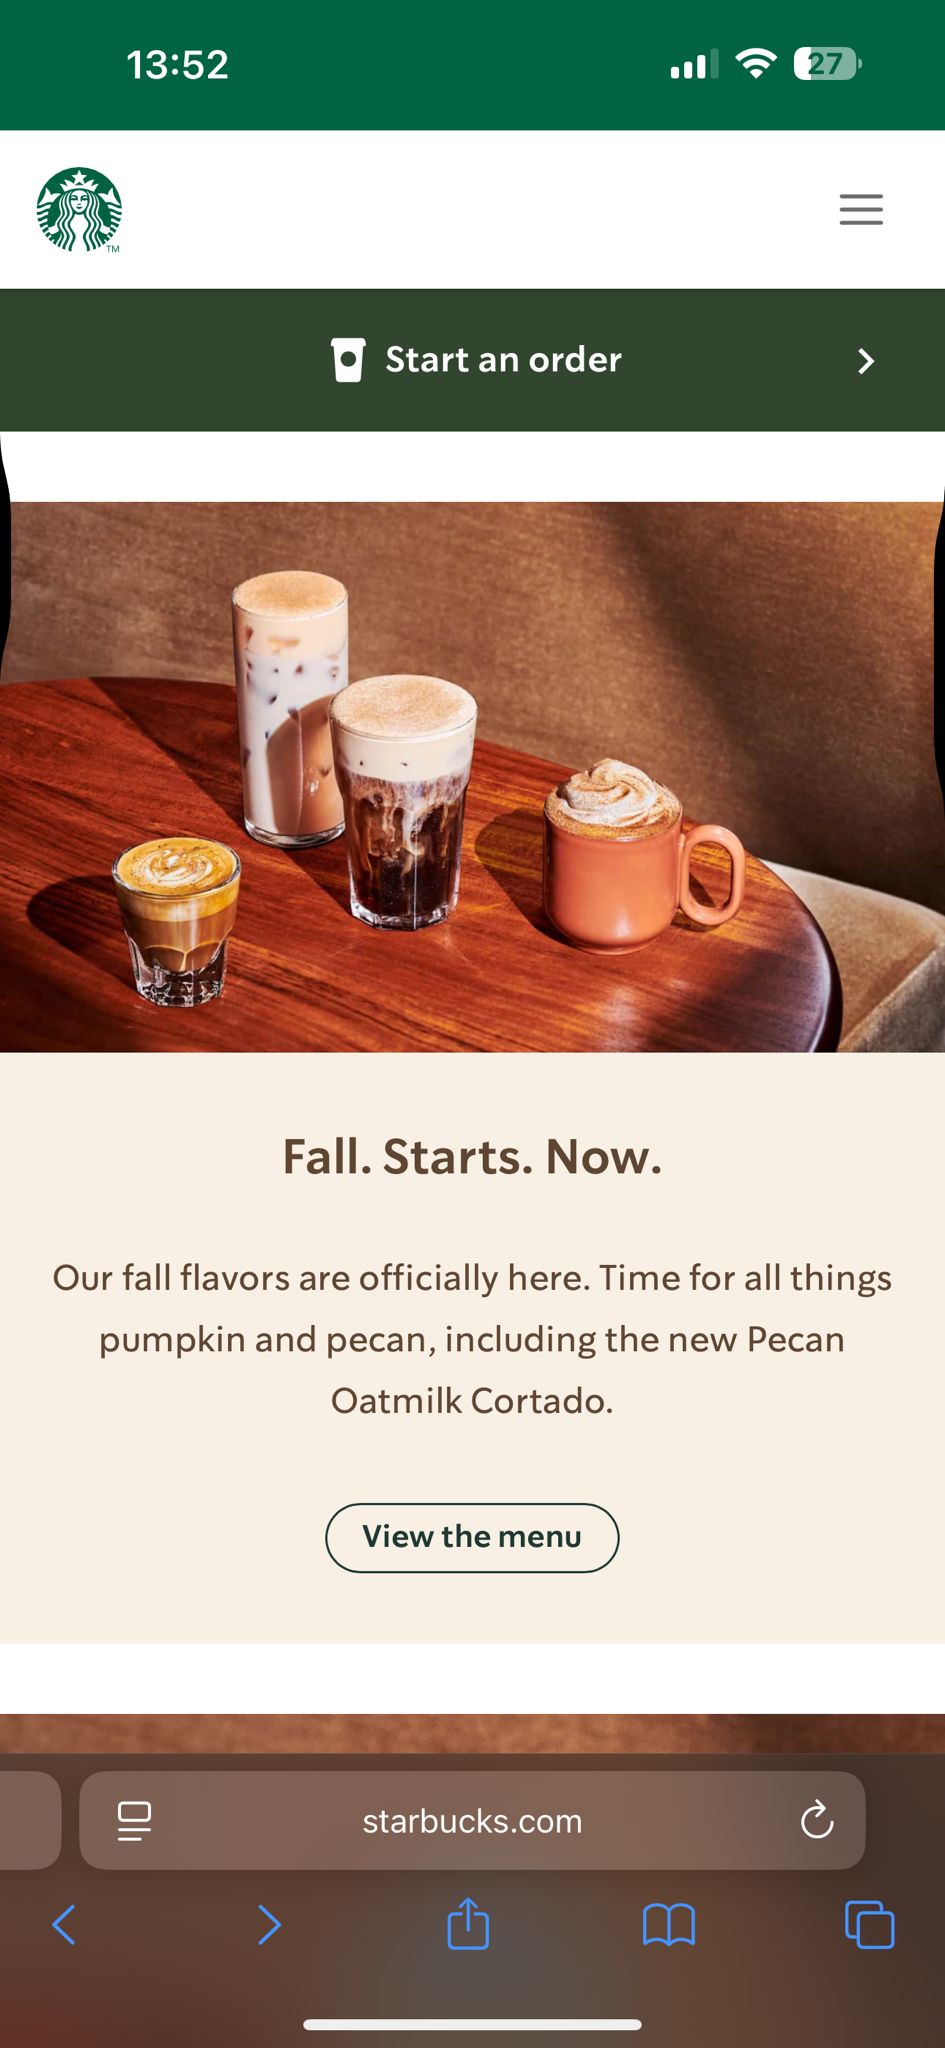 13:52
27
TM
Start an order
Fall. Starts. Now.
Our fall flavors are officially here. Time for all things
pumpkin and pecan, including the new Pecan
Oatmilk Cortado.
View the menu
starbucks.com